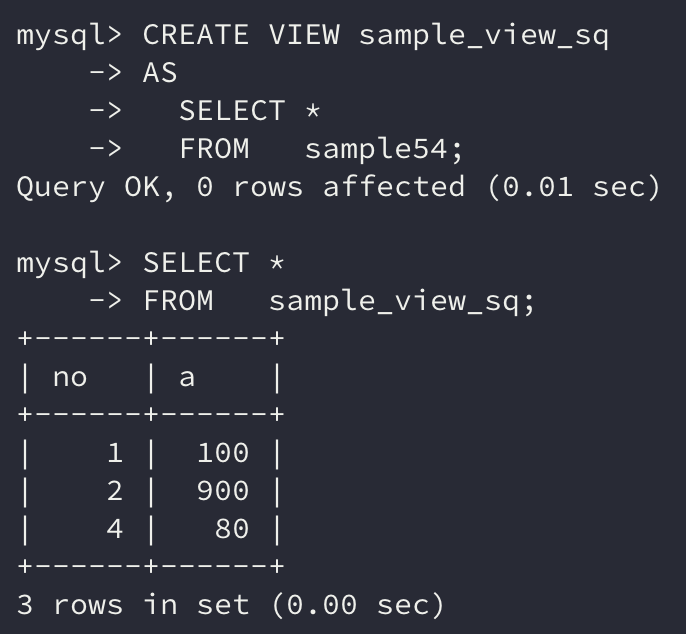 mysql> CREATE VIEW sample_view_sq
    -> AS
    ->   SELECT *
    ->   FROM   sample54;
Query OK, 0 rows affected (0.01 sec)

mysql> SELECT *
    -> FROM   sample_view_sq;
+------+------+
| no   | a    |
+------+------+
|    1 |  100 |
|    2 |  900 |
|    4 |   80 |
+------+------+
3 rows in set (0.00 sec)